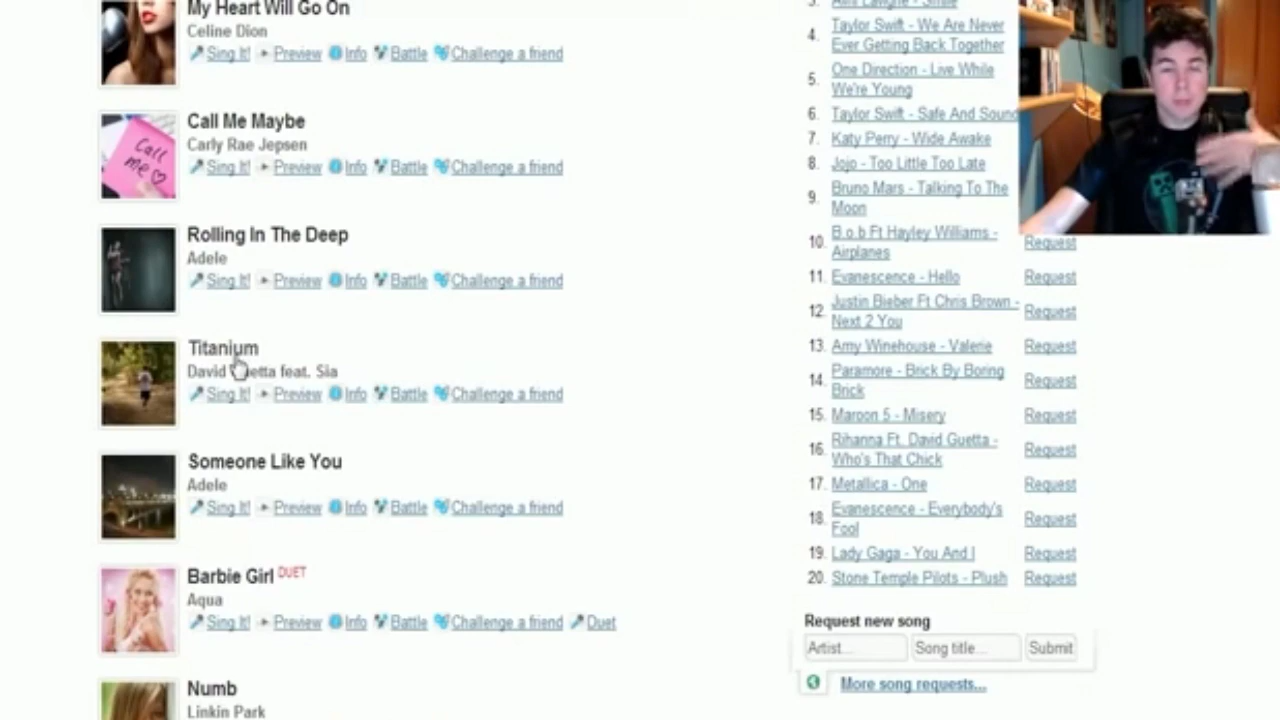 My Heart Will Go On
Celine Dion
Sing It! Preview Info Battle Challenge a friend
Call me
Call Me Maybe
Carly Rae Jepsen
Sing It! Preview Info Battle Challenge a friend
Rolling In The Deep
Adele
Sing It! Preview Info Battle Challenge a friend
Titanium
David Guetta feat. Sia
Sing It! Preview Info Battle Challenge a friend
Someone Like You
Adele
Sing It! Preview Info Battle Challenge a friend
Barbie Girl DUET
Aqua
Sing It! Preview Info Battle Challenge a friend Duet
Numb
Linkin Park
3. Avril Lavigne - Smile
4. Taylor Swift - We Are Never
Ever Getting Back Together
5. One Direction - Live While
We're Young
6. Taylor Swift - Safe And Sound
7. Katy Perry - Wide Awake
8. Jojo - Too Little Too Late
9. Bruno Mars - Talking To The
Moon
10. B.o.b Ft Hayley Williams -
Airplanes
Request
11. Evanescence - Hello Request
12. Justin Bieber Ft Chris Brown -
Next 2 You
Request
13. Amy Winehouse - Valerie Request
14. Paramore - Brick By Boring
Brick
Request
15. Maroon 5 - Misery Request
16. Rihanna Ft. David Guetta -
Who's That Chick
Request
17. Metallica - One Request
18. Evanescence - Everybody's
Fool
Request
19. Lady Gaga - You And I Request
20. Stone Temple Pilots - Plush Request
Request new song
Artist... Song title... Submit
More song requests...